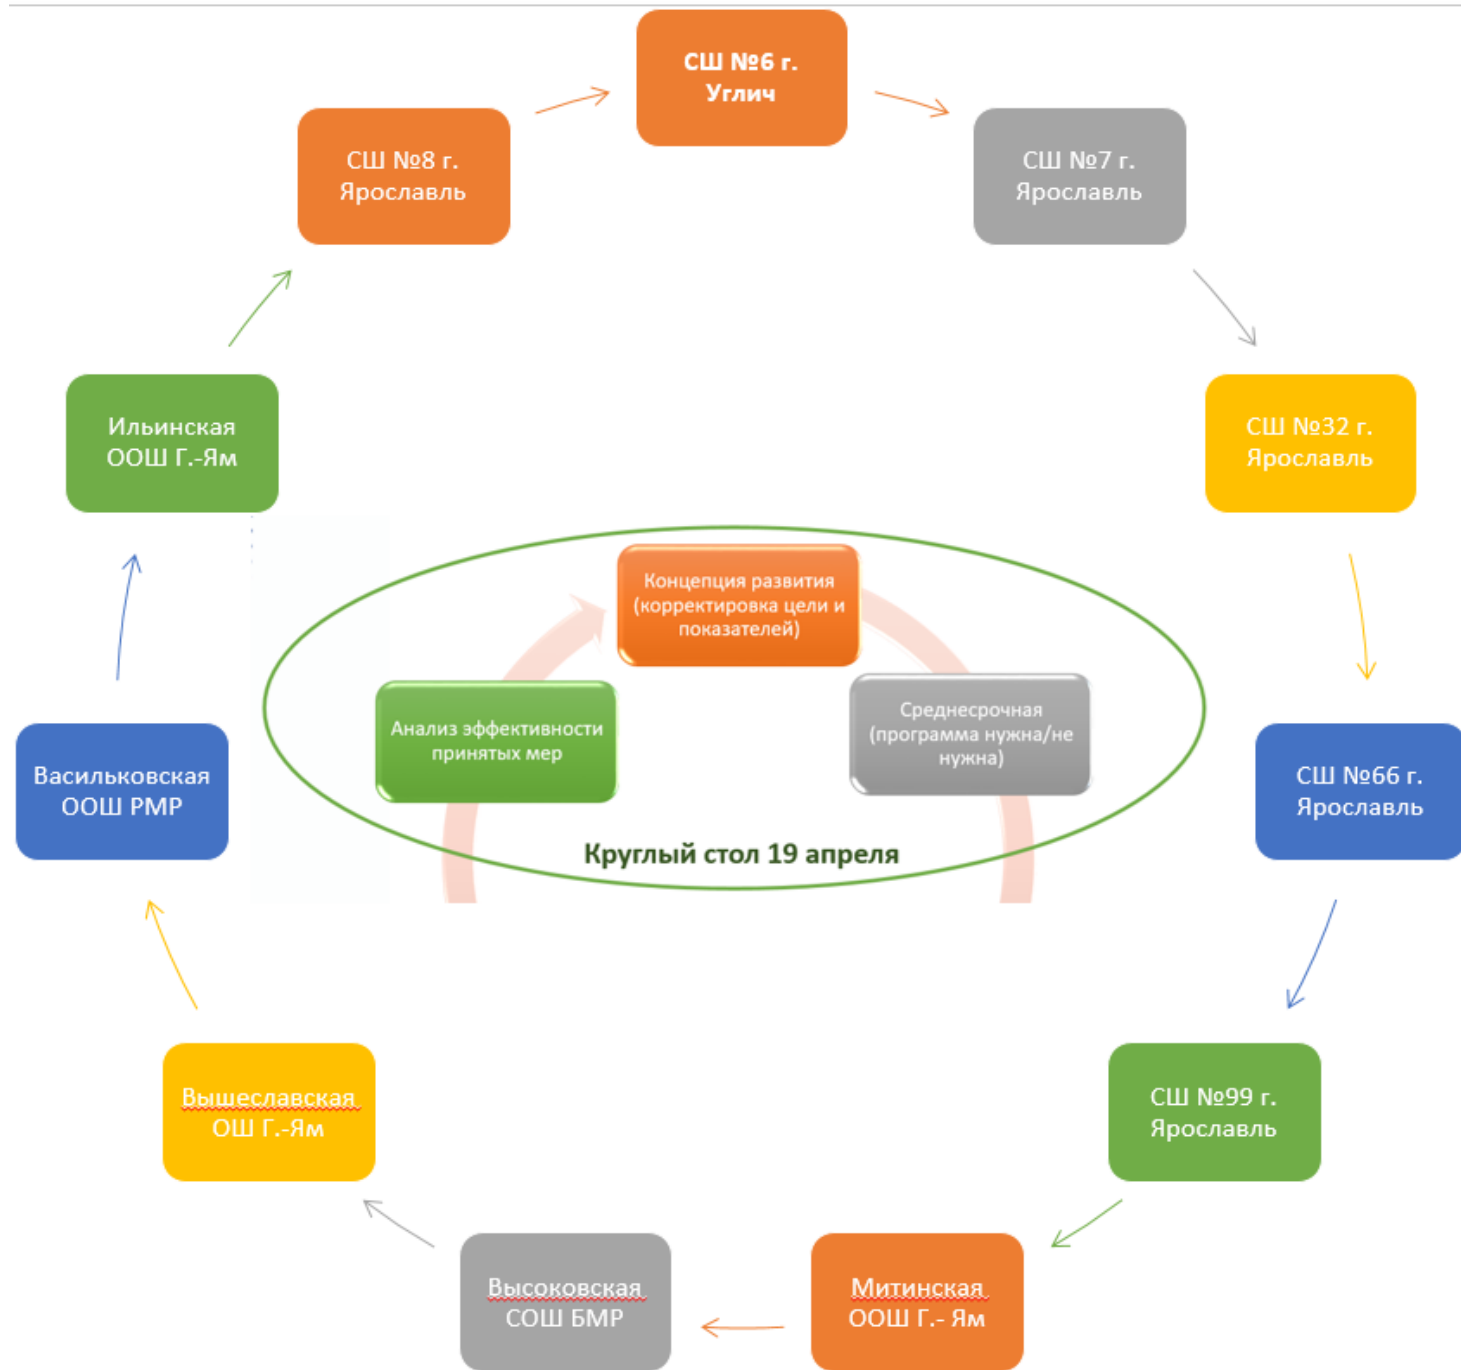 СШ №6 г.
Углич
СШ №7 г.
Ярославль
СШ №32 г.
Ярославль
СШ №66 г.
Ярославль
СШ №99 г.
Ярославль
Митинская
ООШ Г.- Ям
Высоковская
СОШ БМР
Вышеславская
ОШ Г.-Ям
Васильковская
ООШ РМР
Ильинская
ООШ Г.-Ям
СШ №8 г.
Ярославль
Концепция развития
(корректировка цели и
показателей)
Среднесрочная
(программа нужна/не
нужна)
Анализ эффективности
принятых мер
Круглый стол 19 апреля